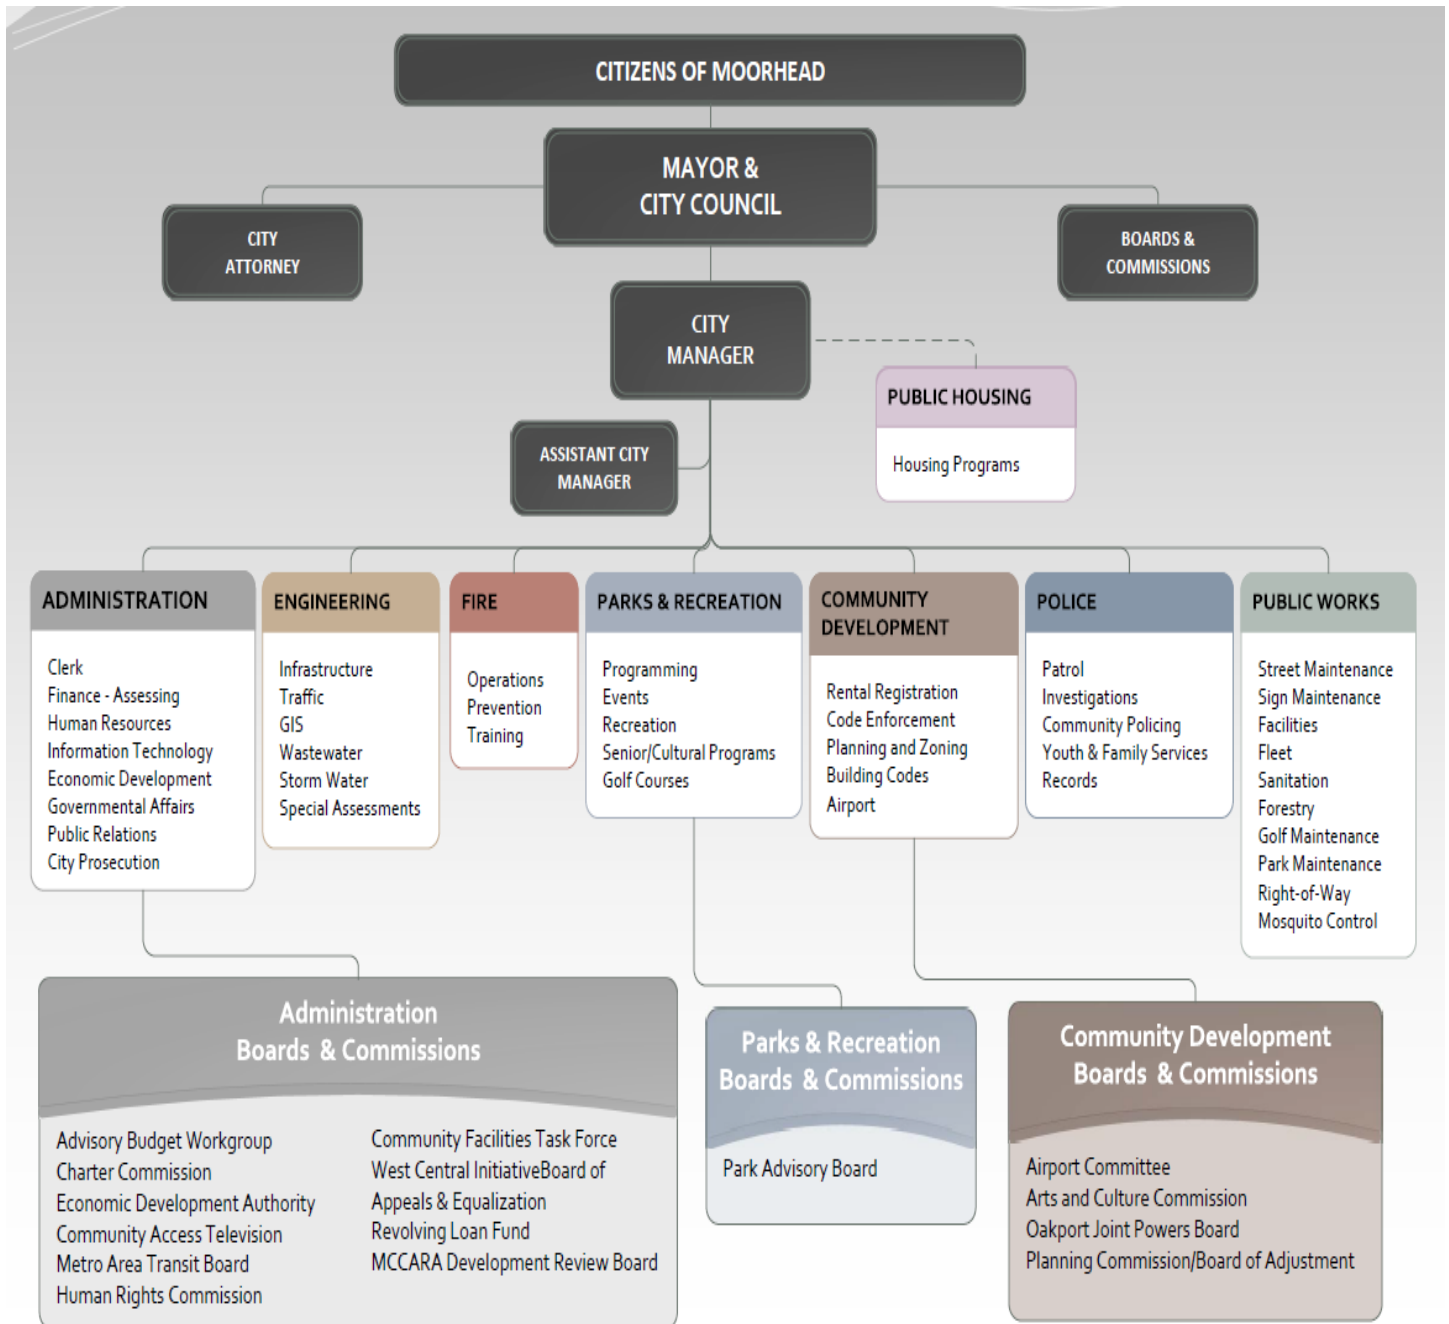 CITIZENS OF MOORHEAD
MAYOR &
CITY COUNCIL
CITY
ATTORNEY
BOARDS &
COMMISSIONS
CITY
MANAGER
PUBLIC HOUSING
Housing Programs
ASSISTANT CITY
MANAGER
ADMINISTRATION
Clerk
Finance - Assessing
Human Resources
Information Technology
Economic Development
Governmental Affairs
Public Relations
City Prosecution
ENGINEERING
Infrastructure
Traffic
GIS
Wastewater
Storm Water
Special Assessments
FIRE
Operations
Prevention
Training
PARKS & RECREATION
Programming
Events
Recreation
Senior/Cultural Programs
Golf Courses
COMMUNITY
DEVELOPMENT
Rental Registration
Code Enforcement
Planning and Zoning
Building Codes
Airport
POLICE
Patrol
Investigations
Community Policing
Youth & Family Services
Records
PUBLIC WORKS
Street Maintenance
Sign Maintenance
Facilities
Fleet
Sanitation
Forestry
Golf Maintenance
Park Maintenance
Right-of-Way
Mosquito Control
Administration
Boards & Commissions
Advisory Budget Workgroup
Charter Commission
Economic Development Authority
Community Access Television
Metro Area Transit Board
Human Rights Commission
Community Facilities Task Force
West Central InitiativeBoard of
Appeals & Equalization
Revolving Loan Fund
MCCARA Development Review Board
Parks & Recreation
Boards & Commissions
Park Advisory Board
Community Development
Boards & Commissions
Airport Committee
Arts and Culture Commission
Oakport Joint Powers Board
Planning Commission/Board of Adjustment